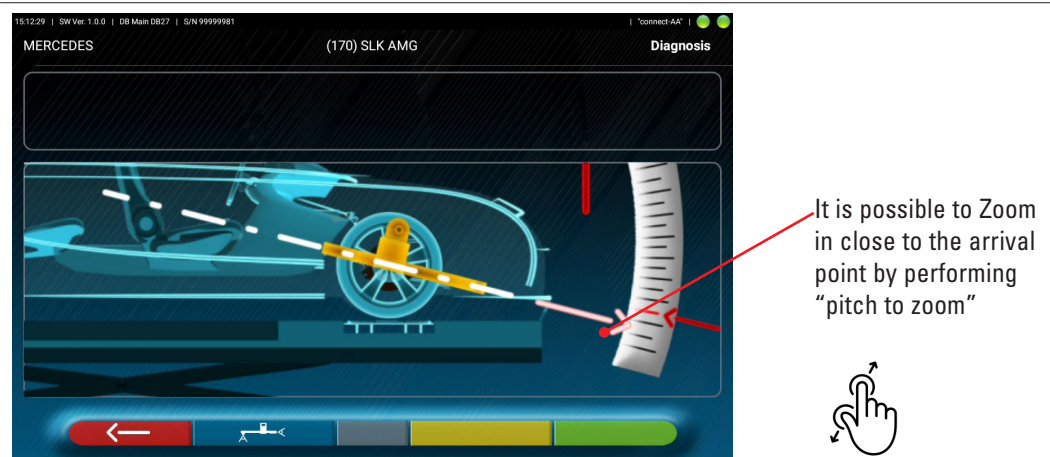 15:12:29 | SW Ver. 1.0.0 | DB Main DB27 | S/N 99999981 | "connect-AA" |
MERCEDES (170) SLK AMG Diagnosis
It is possible to Zoom
in close to the arrival
point by performing
“pitch to zoom”